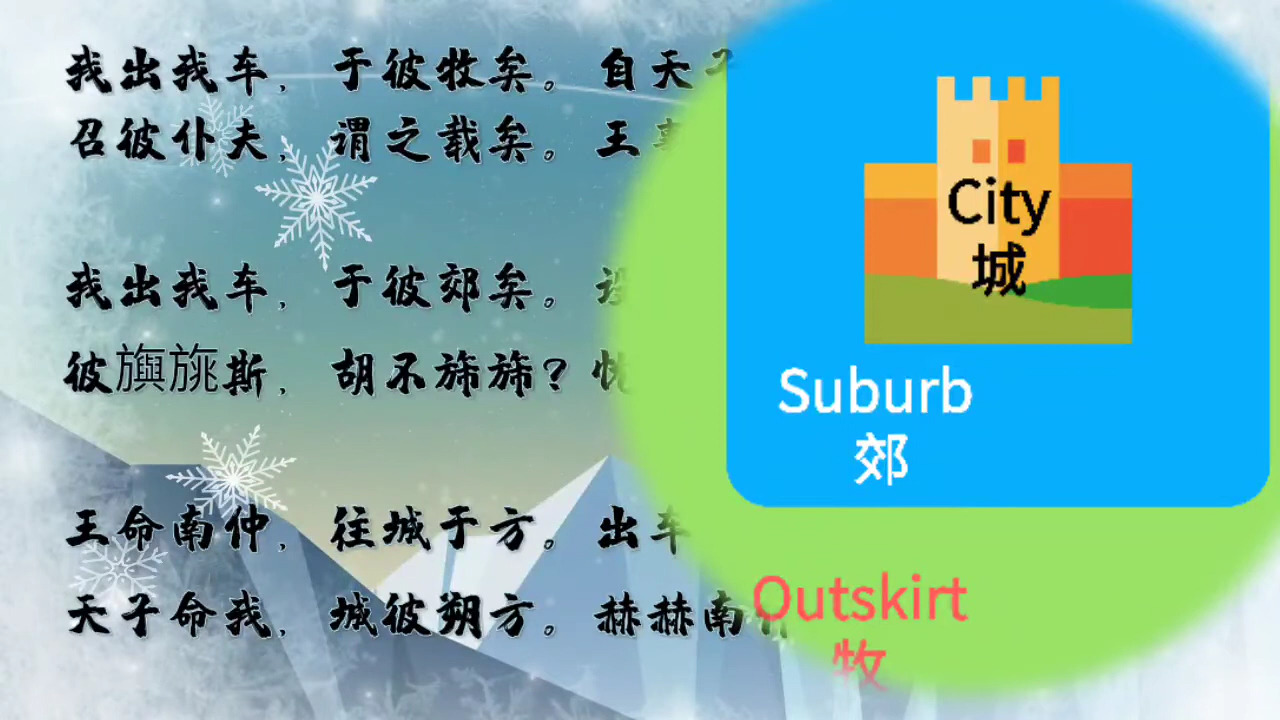 我出我车，于彼牧矣。自天
召彼仆夫，谓之载矣。王
我出我车，于彼郊矣。
彼旟旐斯，胡不旆旆？
王命南仲，往城于方。出车
天子命我，城彼朔方。赫赫南
City
城
Suburb
郊
Outskirt
牧